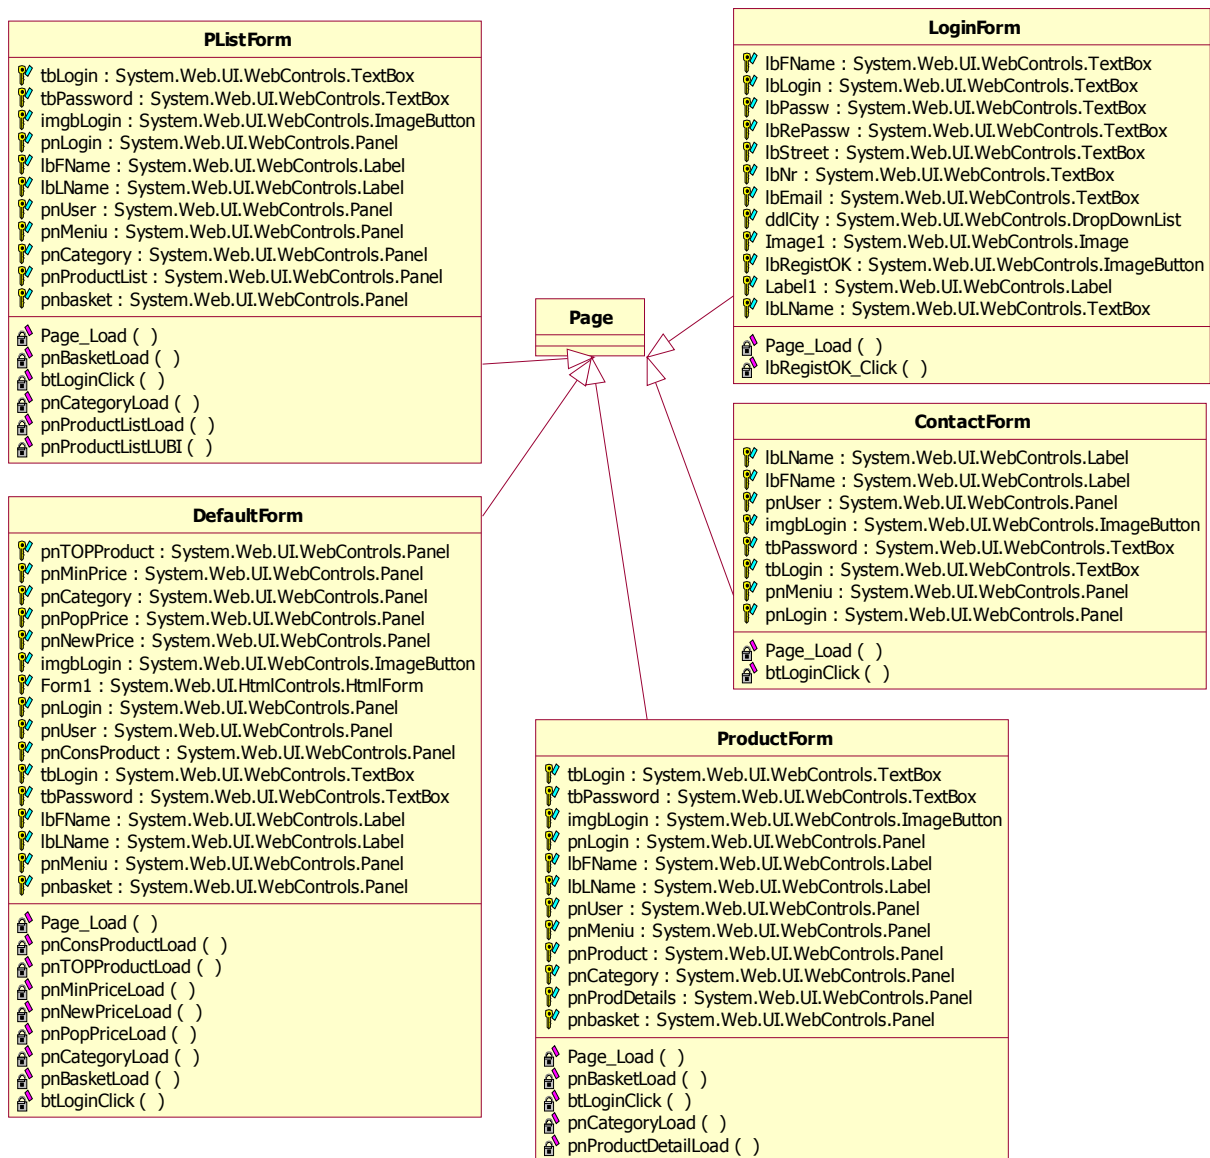 PListForm
tbLogin : System.Web.UI.WebControls.TextBox
tbPassword : System.Web.UI.WebControls.TextBox
imgbLogin : System.Web.UI.WebControls.ImageButton
pnLogin : System.Web.UI.WebControls.Panel
lbFName : System.Web.UI.WebControls.Label
lbLName : System.Web.UI.WebControls.Label
pnUser : System.Web.UI.WebControls.Panel
pnMeniu : System.Web.UI.WebControls.Panel
pnCategory : System.Web.UI.WebControls.Panel
pnProductList : System.Web.UI.WebControls.Panel
pnbasket : System.Web.UI.WebControls.Panel
Page_Load ( )
pnBasketLoad ( )
btLoginClick ( )
pnCategoryLoad ( )
pnProductListLoad ( )
pnProductListLUBI ( )
LoginForm
lbFName : System.Web.UI.WebControls.TextBox
lbLogin : System.Web.UI.WebControls.TextBox
lbPassw : System.Web.UI.WebControls.TextBox
lbRePassw : System.Web.UI.WebControls.TextBox
lbStreet : System.Web.UI.WebControls.TextBox
lbNr : System.Web.UI.WebControls.TextBox
lbEmail : System.Web.UI.WebControls.TextBox
ddlCity : System.Web.UI.WebControls.DropDownList
Image1 : System.Web.UI.WebControls.Image
lbRegistOK : System.Web.UI.WebControls.ImageButton
Label1 : System.Web.UI.WebControls.Label
lbLName : System.Web.UI.WebControls.TextBox
Page_Load ( )
lbRegistOK_Click ( )
Page
ContactForm
lbLName : System.Web.UI.WebControls.Label
lbFName : System.Web.UI.WebControls.Label
pnUser : System.Web.UI.WebControls.Panel
imgbLogin : System.Web.UI.WebControls.ImageButton
tbPassword : System.Web.UI.WebControls.TextBox
tbLogin : System.Web.UI.WebControls.TextBox
pnMeniu : System.Web.UI.WebControls.Panel
pnLogin : System.Web.UI.WebControls.Panel
Page_Load ( )
btLoginClick ( )
DefaultForm
pnTOPProduct : System.Web.UI.WebControls.Panel
pnMinPrice : System.Web.UI.WebControls.Panel
pnCategory : System.Web.UI.WebControls.Panel
pnPopPrice : System.Web.UI.WebControls.Panel
pnNewPrice : System.Web.UI.WebControls.Panel
imgbLogin : System.Web.UI.WebControls.ImageButton
Form1 : System.Web.UI.HtmlControls.HtmlForm
pnLogin : System.Web.UI.WebControls.Panel
pnUser : System.Web.UI.WebControls.Panel
pnConsProduct : System.Web.UI.WebControls.Panel
tbLogin : System.Web.UI.WebControls.TextBox
tbPassword : System.Web.UI.WebControls.TextBox
lbFName : System.Web.UI.WebControls.Label
lbLName : System.Web.UI.WebControls.Label
pnMeniu : System.Web.UI.WebControls.Panel
pnbasket : System.Web.UI.WebControls.Panel
Page_Load ( )
pnConsProductLoad ( )
pnTOPProductLoad ( )
pnMinPriceLoad ( )
pnNewPriceLoad ( )
pnPopPriceLoad ( )
pnCategoryLoad ( )
pnBasketLoad ( )
btLoginClick ( )
ProductForm
tbLogin : System.Web.UI.WebControls.TextBox
tbPassword : System.Web.UI.WebControls.TextBox
imgbLogin : System.Web.UI.WebControls.ImageButton
pnLogin : System.Web.UI.WebControls.Panel
lbFName : System.Web.UI.WebControls.Label
lbLName : System.Web.UI.WebControls.Label
pnUser : System.Web.UI.WebControls.Panel
pnMeniu : System.Web.UI.WebControls.Panel
pnProduct : System.Web.UI.WebControls.Panel
pnCategory : System.Web.UI.WebControls.Panel
pnProdDetails : System.Web.UI.WebControls.Panel
pnbasket : System.Web.UI.WebControls.Panel
Page_Load ( )
pnBasketLoad ( )
btLoginClick ( )
pnCategoryLoad ( )
pnProductDetailLoad ( )